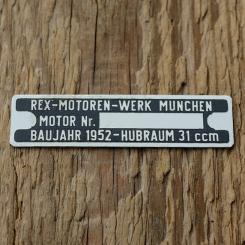 REX-MOTOREN-WERK MUNCHEN
MOTOR Nr.
BAUJAHR 1952-HUBRAUM 31 ccm